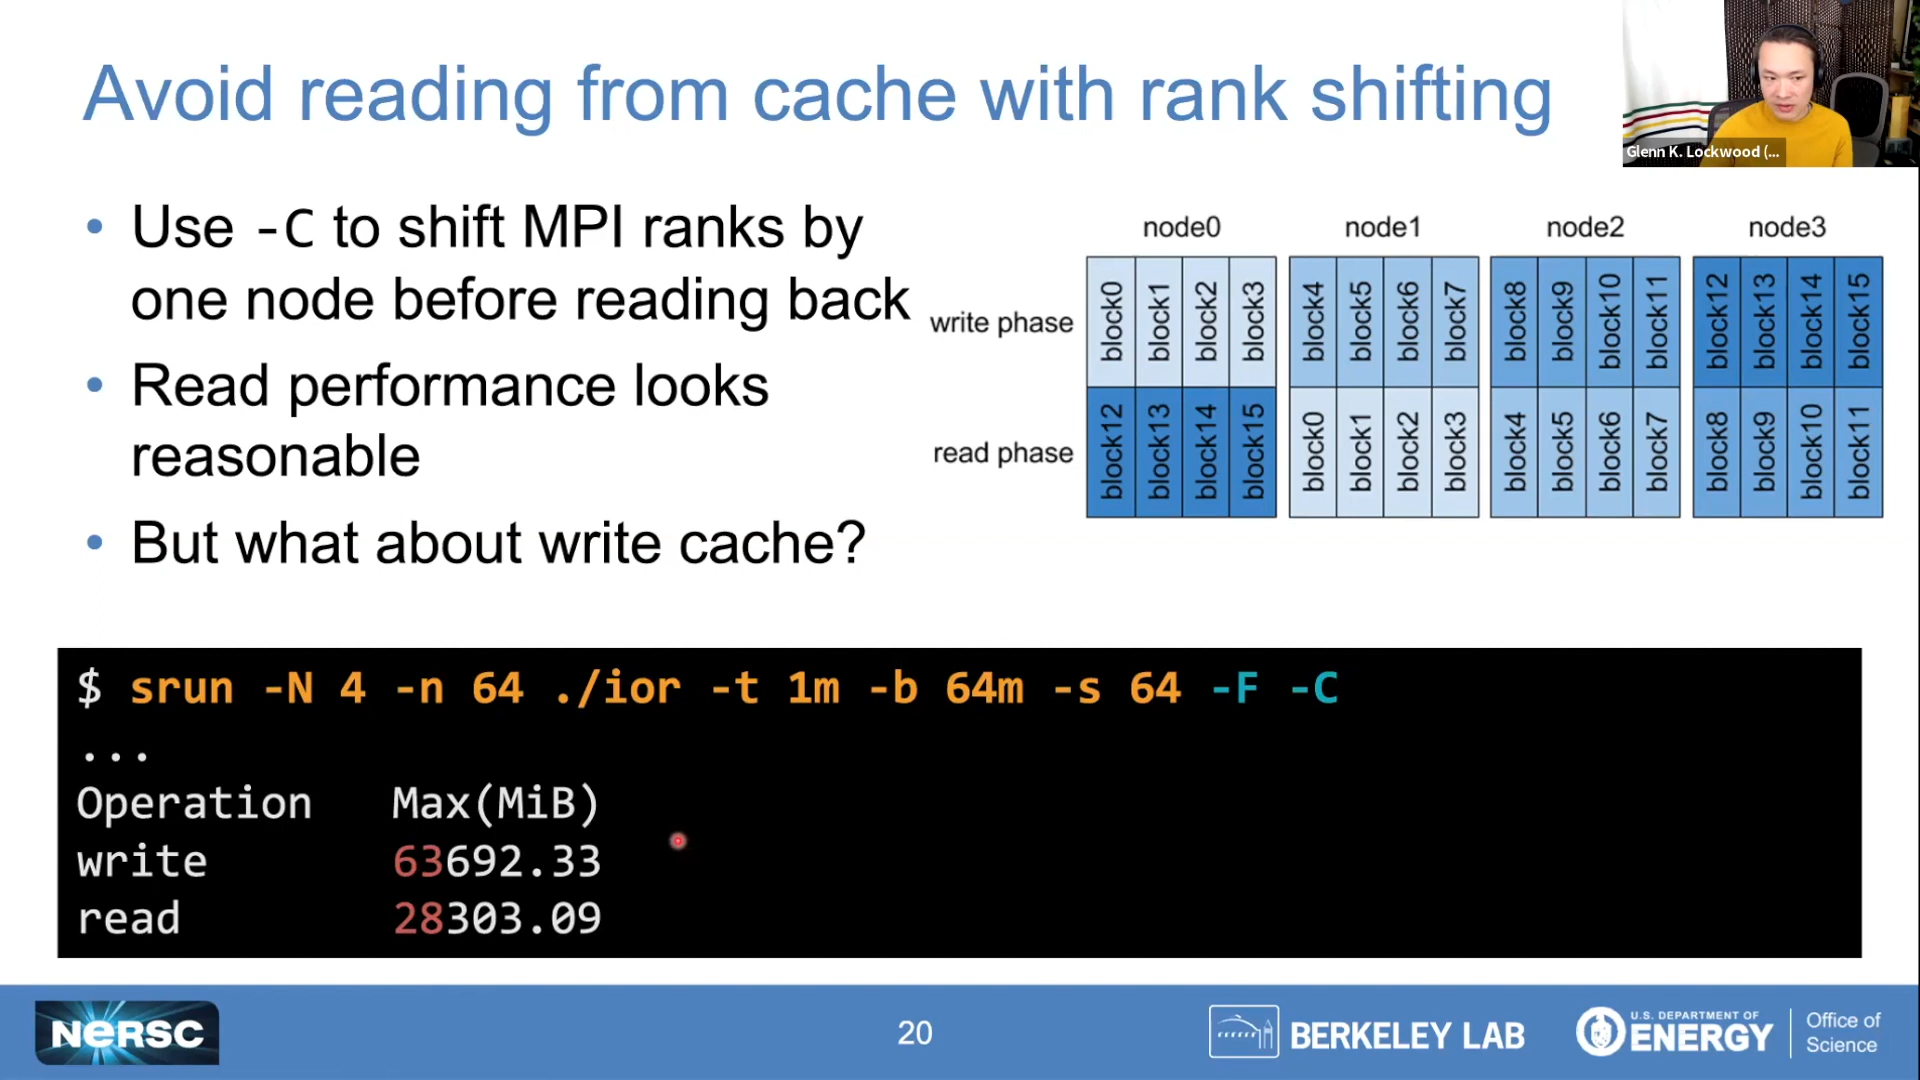 Avoid reading from cache with rank shifting
Glenn K. Lockwood (...
• Use -C to shift MPI ranks by
one node before reading back
• Read performance looks
reasonable
• But what about write cache?
node0 node1 node2 node3
write phase
block0 block1 block2 block3 block4 block5 block6 block7 block8 block9 block10 block11 block12 block13 block14 block15
read phase
block12 block13 block14 block15 block0 block1 block2 block3 block4 block5 block6 block7 block8 block9 block10 block11
$ srun -N 4 -n 64 ./ior -t 1m -b 64m -s 64 -F -C
...
Operation Max(MiB)
write 63692.33
read 28303.09
NERSC
20
BERKELEY LAB
U.S. DEPARTMENT OF
ENERGY
Office of
Science